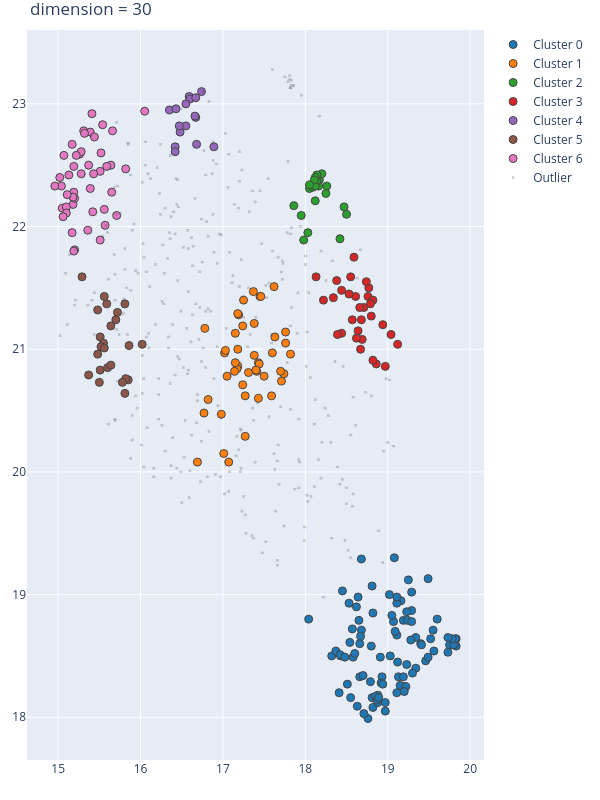 dimension = 30
Cluster 0
Cluster 1
Cluster 2
Cluster 3
Cluster 4
Cluster 5
Cluster 6
Outlier
23
22
21
20
19
18
15 16 17 18 19 20